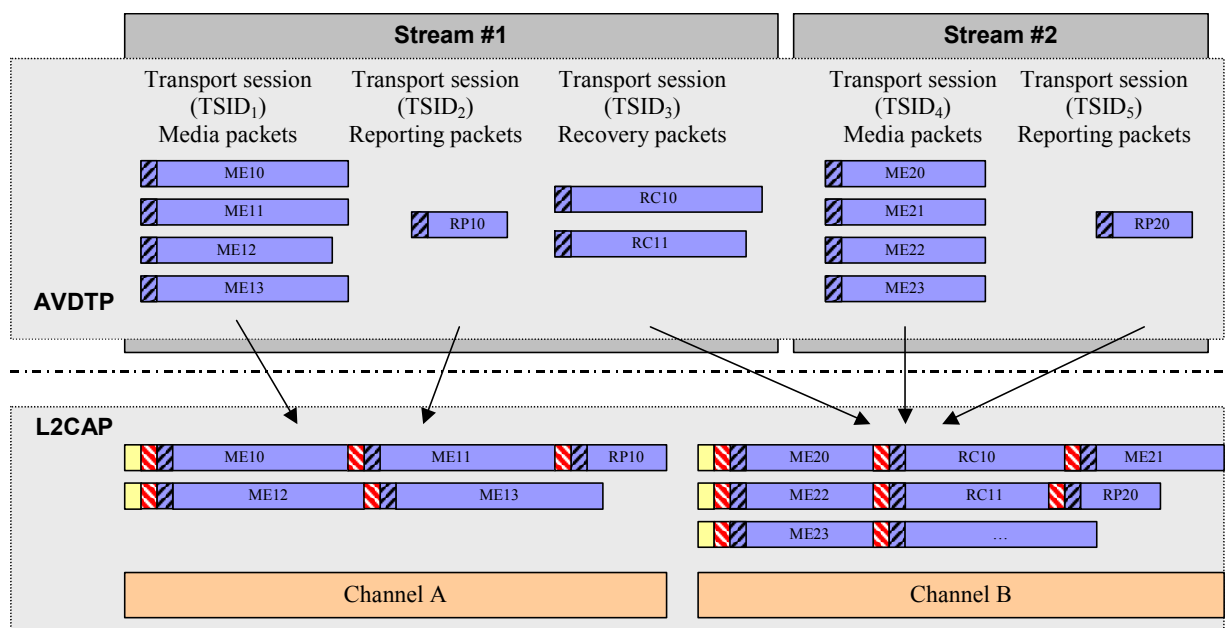 Stream #1
Stream #2
Transport session
(TSID1)
Media packets
Transport session
(TSID2)
Reporting packets
Transport session
(TSID3)
Recovery packets
Transport session
(TSID4)
Media packets
Transport session
(TSID5)
Reporting packets
ME10
ME11
ME12
ME13
RP10
RC10
RC11
ME20
ME21
ME22
ME23
RP20
AVDTP
L2CAP
ME10 ME11 RP10
ME12 ME13
ME20 RC10 ME21
ME22 RC11 RP20
ME23 ...
Channel A
Channel B